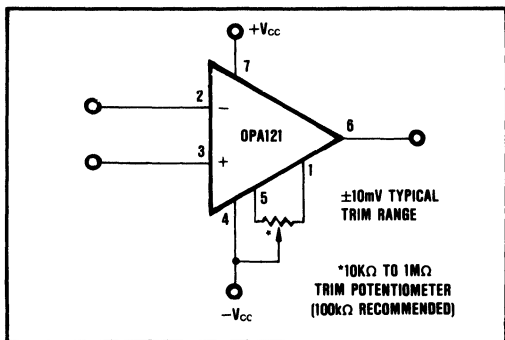 +VCC
7
2
−
OPA121
6
3
+
1
5
4
*
±10mV TYPICAL
TRIM RANGE
*10KΩ TO 1MΩ
TRIM POTENTIOMETER
(100kΩ RECOMMENDED)
−VCC